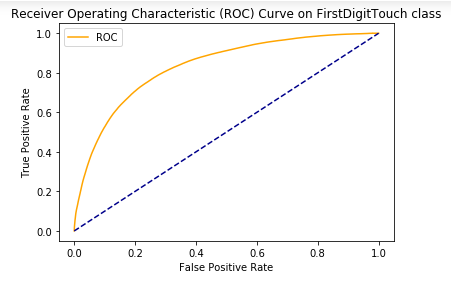 Receiver Operating Characteristic (ROC) Curve on FirstDigitTouch class
ROC
True Positive Rate
1.0
0.8
0.6
0.4
0.2
0.0
0.0 0.2 0.4 0.6 0.8 1.0
False Positive Rate